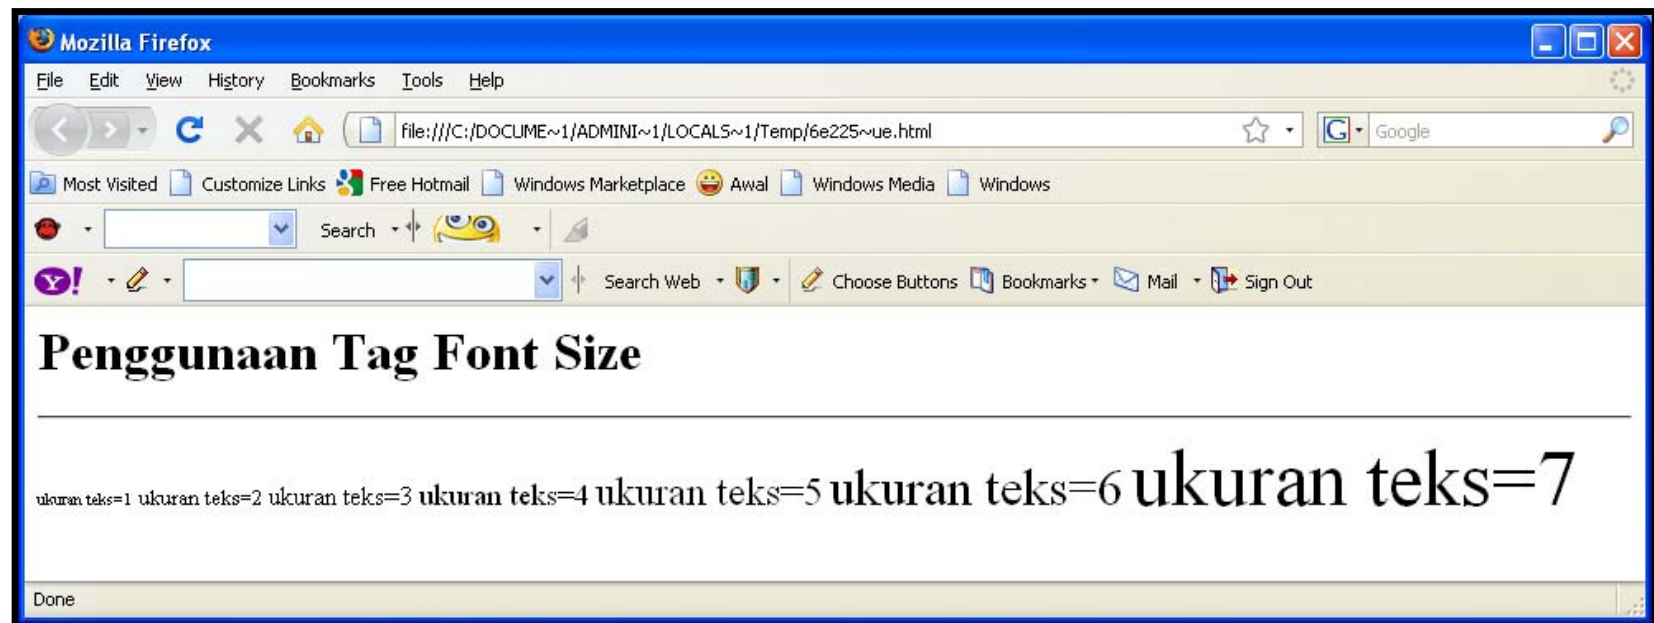 Mozilla Firefox
File Edit View History Bookmarks Tools Help
file:///C:/DOCUME~1/ADMINI~1/LOCALS~1/Temp/6e225~ue.html G Google
Most Visited Customize Links Free Hotmail Windows Marketplace Awal Windows Media Windows
Search
Y! Search Web Choose Buttons Bookmarks Mail Sign Out
Penggunaan Tag Font Size
ukuran teks=1 ukuran teks=2 ukuran teks=3 ukuran teks=4 ukuran teks=5 ukuran teks=6 ukuran teks=7
Done